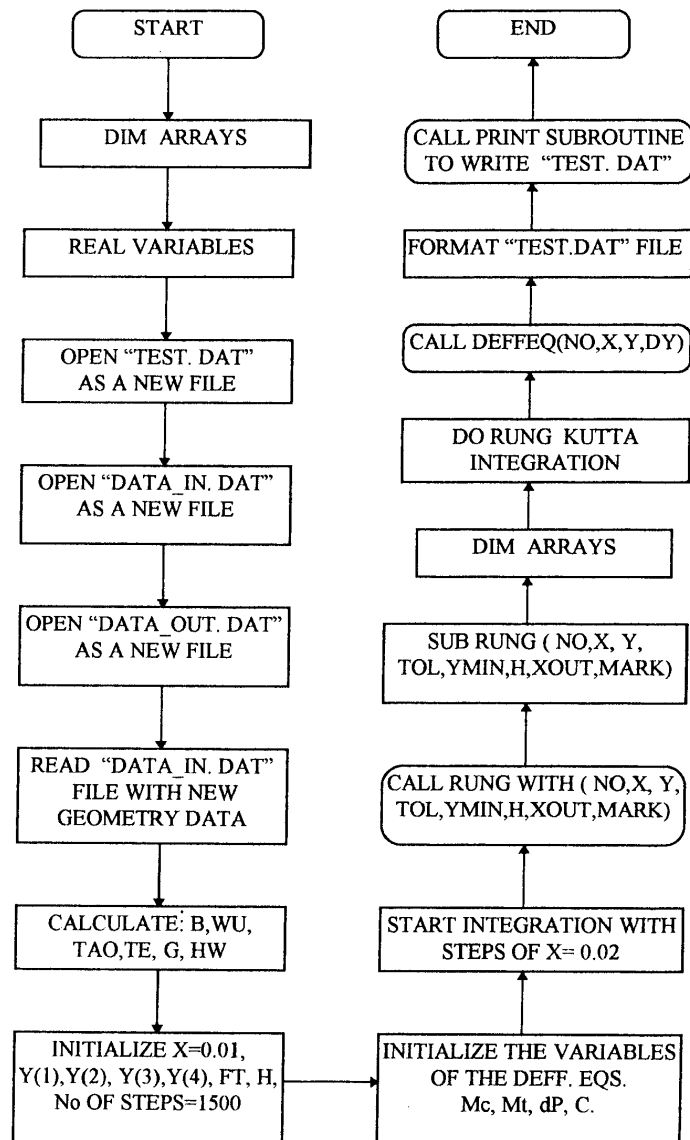 START
DIM ARRAYS
REAL VARIABLES
OPEN “TEST. DAT”
AS A NEW FILE
OPEN “DATA_IN. DAT”
AS A NEW FILE
OPEN “DATA_OUT. DAT”
AS A NEW FILE
READ “DATA_IN. DAT”
FILE WITH NEW
GEOMETRY DATA
CALCULATE: B,WU,
TAO,TE, G, HW
INITIALIZE X=0.01,
Y(1),Y(2), Y(3),Y(4), FT, H,
No OF STEPS=1500
INITIALIZE THE VARIABLES
OF THE DEFF. EQS.
Mc, Mt, dP, C.
START INTEGRATION WITH
STEPS OF X= 0.02
CALL RUNG WITH ( NO,X, Y,
TOL,YMIN,H,XOUT,MARK)
SUB RUNG ( NO,X, Y,
TOL,YMIN,H,XOUT,MARK)
DIM ARRAYS
DO RUNG KUTTA
INTEGRATION
CALL DEFFEQ(NO,X,Y,DY)
FORMAT “TEST.DAT” FILE
CALL PRINT SUBROUTINE
TO WRITE “TEST. DAT”
END